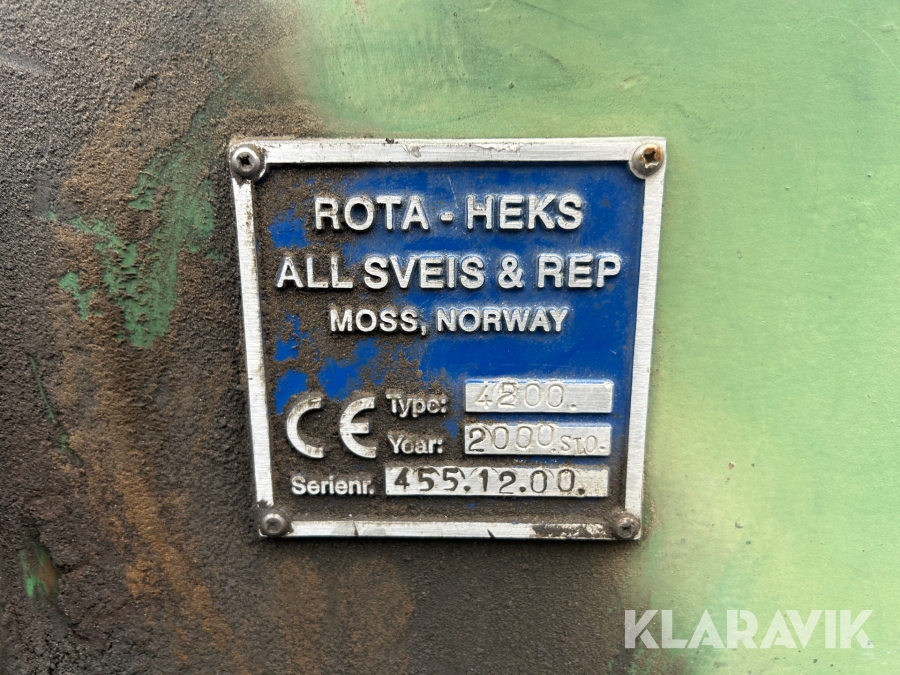 ROTA - HEKS
ALL SVEIS & REP
MOSS, NORWAY
CE Type: 4200.
Year: 2000.STO.
Serienr. 455.12.00.
KLARAVIK